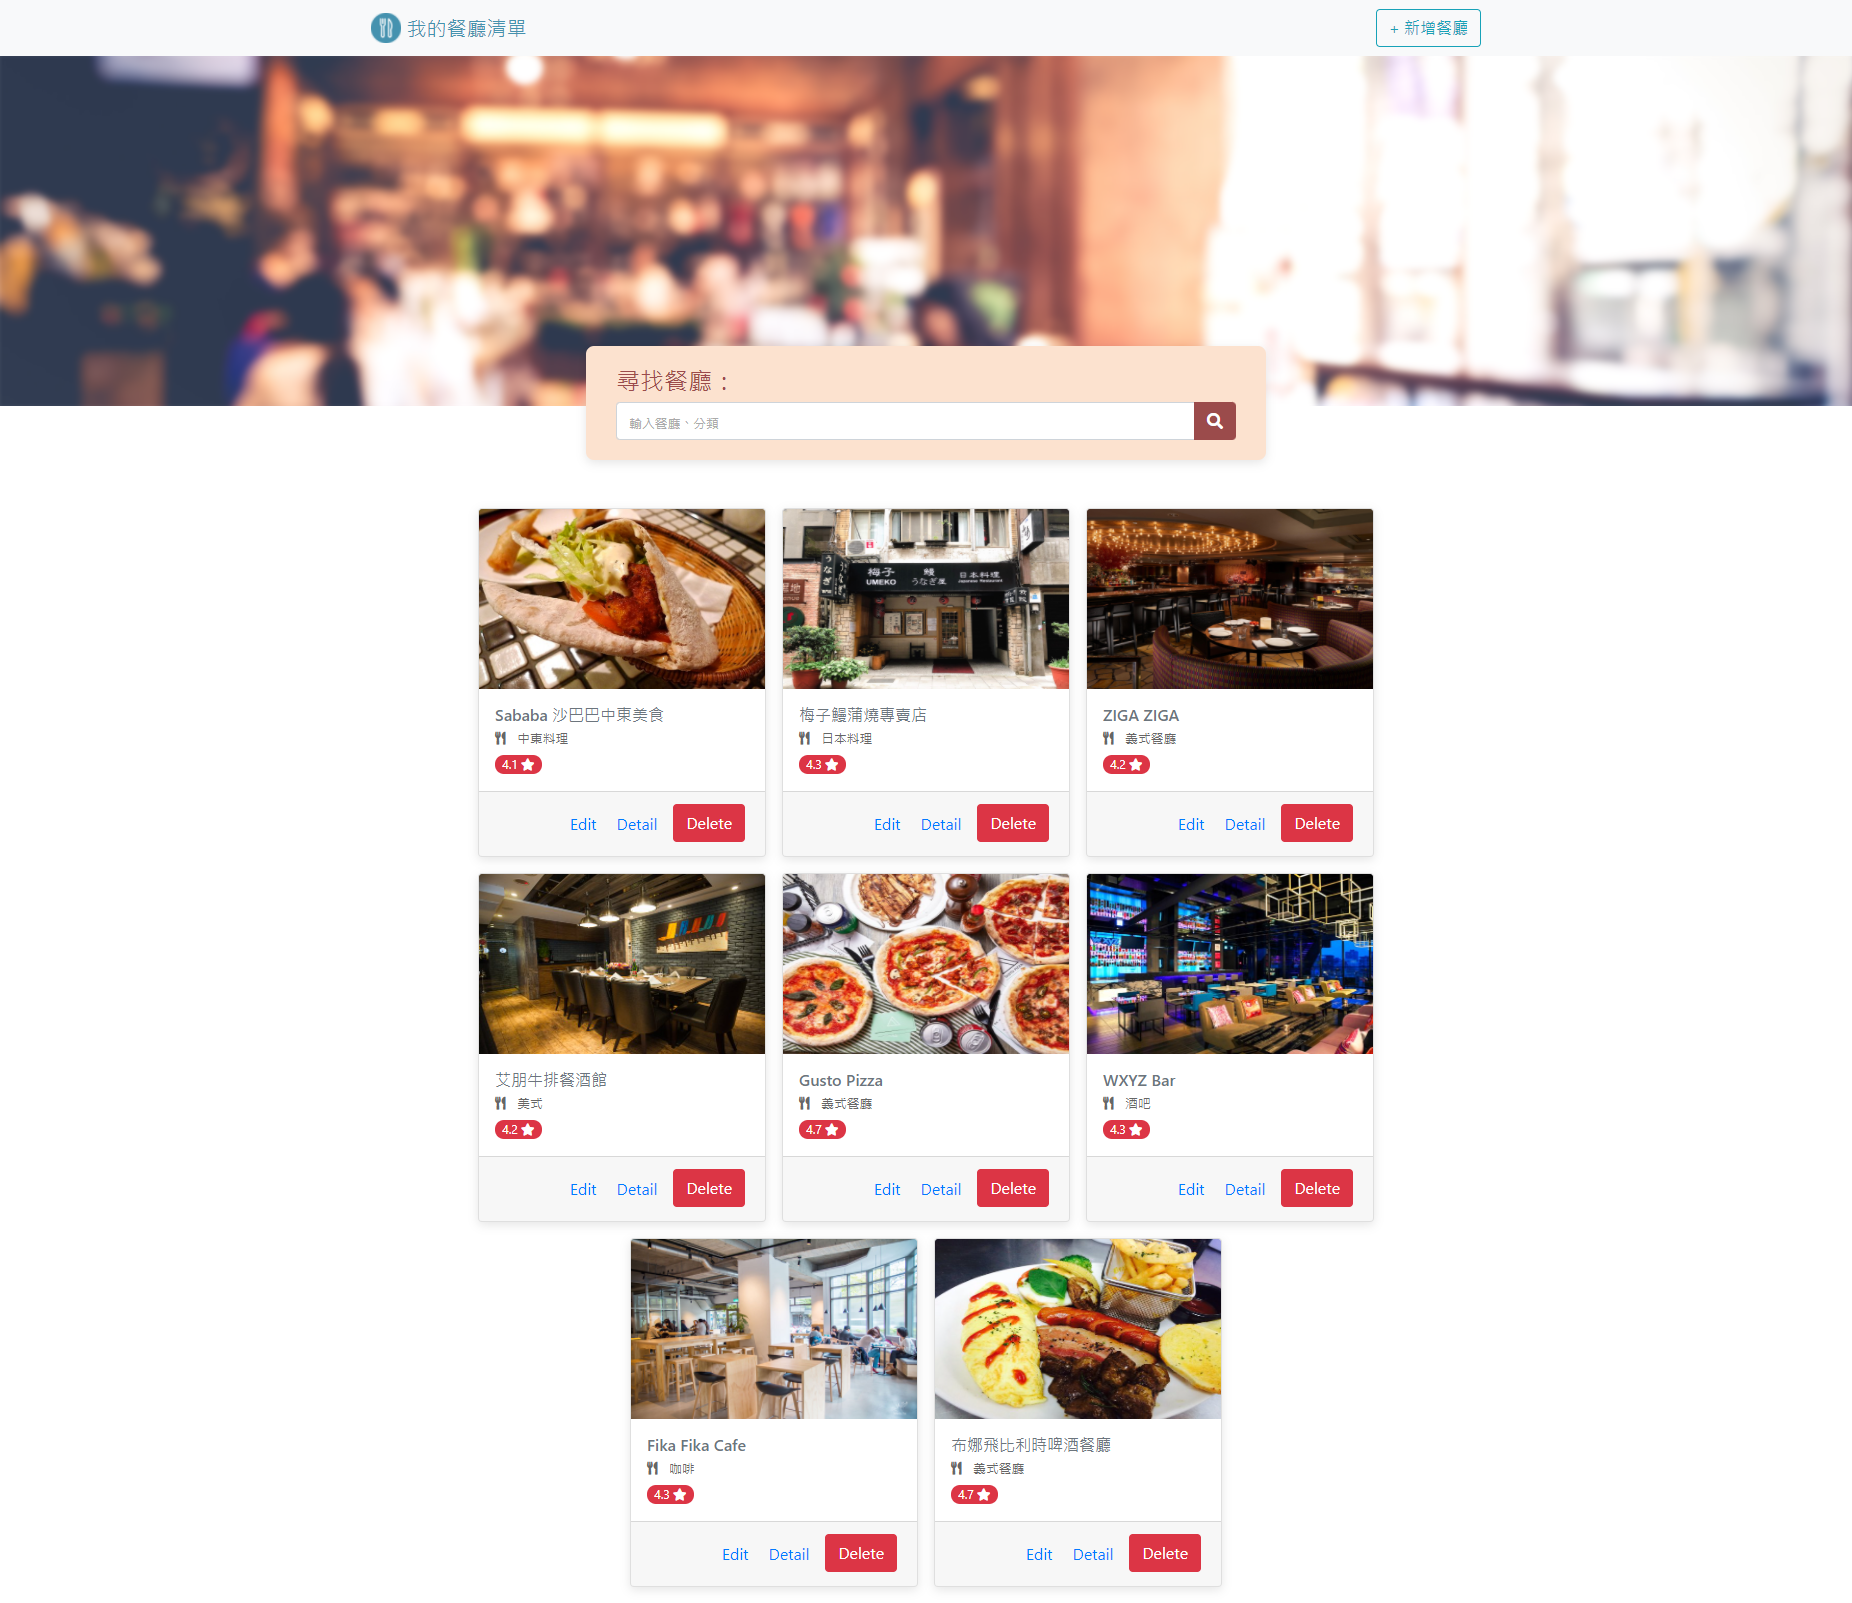 我的餐廳清單
+ 新增餐廳
尋找餐廳：
輸入餐廳、分類
梅子 鰻 日本料理
UMEKO うなぎ屋 Japanese Restaurant
Sababa 沙巴巴中東美食
中東料理
4.1
Edit Detail Delete
梅子鰻蒲燒專賣店
日本料理
4.3
Edit Detail Delete
ZIGA ZIGA
義式餐廳
4.2
Edit Detail Delete
艾朋牛排餐酒館
美式
4.2
Edit Detail Delete
Gusto Pizza
義式餐廳
4.7
Edit Detail Delete
WXYZ Bar
酒吧
4.3
Edit Detail Delete
Fika Fika Cafe
咖啡
4.3
Edit Detail Delete
布娜飛比利時啤酒餐廳
義式餐廳
4.7
Edit Detail Delete